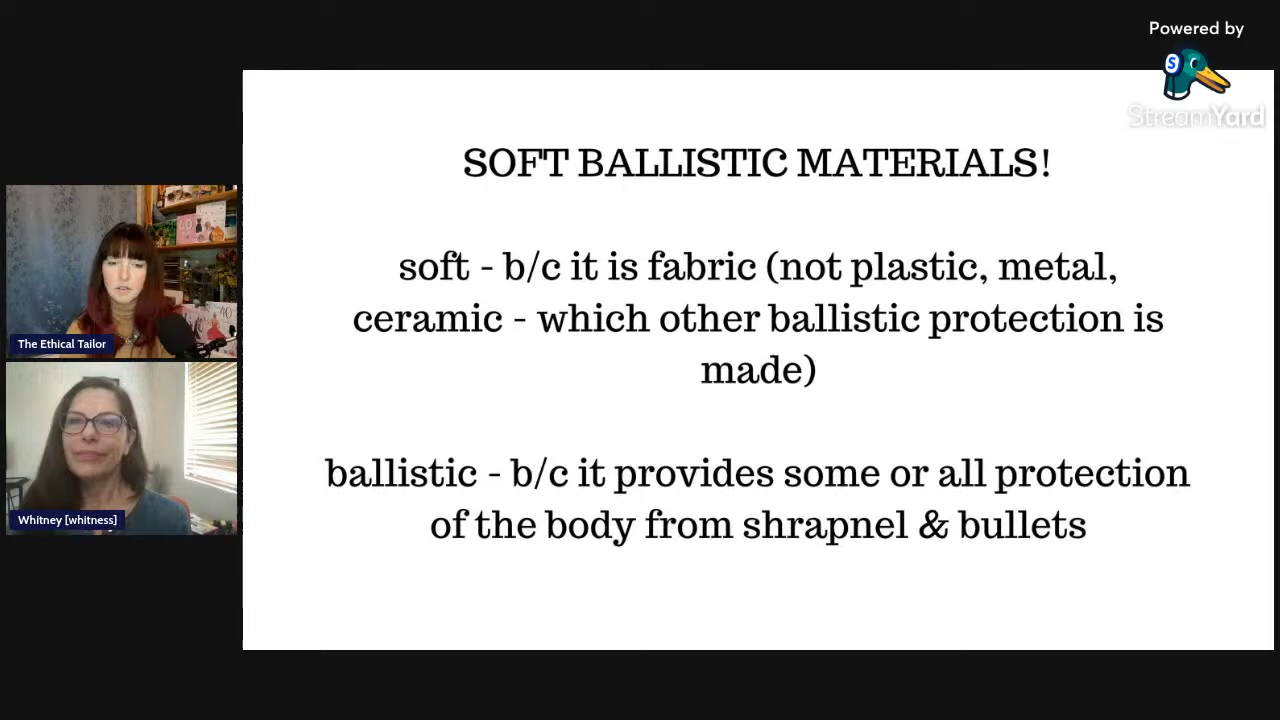 Powered by
StreamYard
SOFT BALLISTIC MATERIALS!
soft - b/c it is fabric (not plastic, metal,
ceramic - which other ballistic protection is
made)
ballistic - b/c it provides some or all protection
of the body from shrapnel & bullets
The Ethical Tailor
Whitney [whitness]